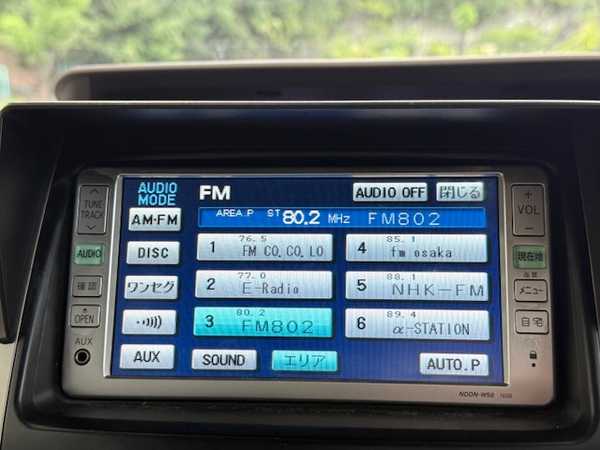 AUDIO MODE
FM
AUDIO OFF
閉じる
AM・FM
AREA.P ST 80.2 MHz FM802
DISC
ワンセグ
AUX
1 76.5 FM CO.CO.LO
2 77.0 E-Radio
3 80.2 FM802
4 85.1 fm osaka
5 88.1 NHK-FM
6 89.4 α-STATION
SOUND
エリア
AUTO.P
TUNE TRACK
AUDIO
確認
OPEN
AUX
+
VOL
-
現在地
メニュー
自宅
NDDN-W58